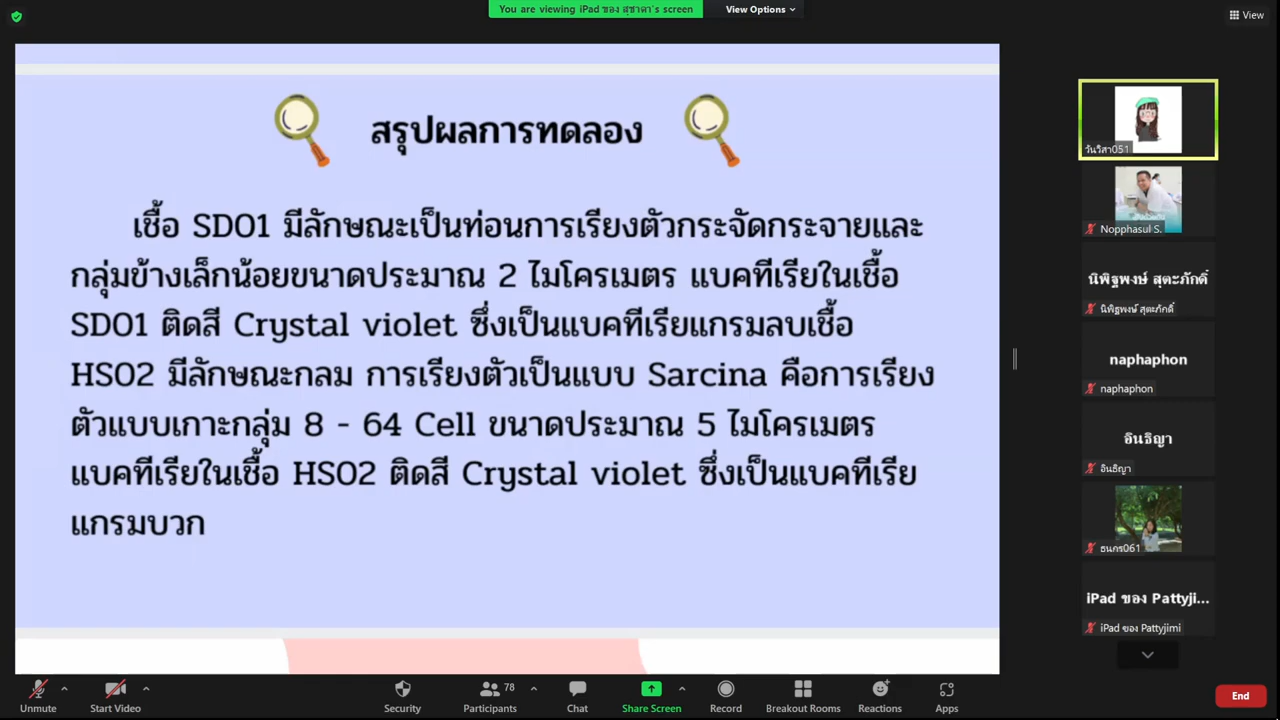 You are viewing iPad ของ สุชาดา's screen
View Options
View
สรุปผลการทดลอง
เชื้อ SD01 มีลักษณะเป็นท่อนการเรียงตัวกระจัดกระจายและ
กลุ่มข้างเล็กน้อยขนาดประมาณ 2 ไมโครเมตร แบคทีเรียในเชื้อ
SD01 ติดสี Crystal violet ซึ่งเป็นแบคทีเรียแกรมลบเชื้อ
HS02 มีลักษณะกลม การเรียงตัวเป็นแบบ Sarcina คือการเรียง
ตัวแบบเกาะกลุ่ม 8 - 64 Cell ขนาดประมาณ 5 ไมโครเมตร
แบคทีเรียในเชื้อ HS02 ติดสี Crystal violet ซึ่งเป็นแบคทีเรีย
แกรมบวก
วันวิสา051
Nopphasul S.
นิพิฐพงษ์ สุตะภักดิ์
นิพิฐพงษ์ สุตะภักดิ์
naphaphon
naphaphon
อินธิญา
อินธิญา
ธนกร061
iPad ของ Pattyji...
iPad ของ Pattyjimi
Unmute
Start Video
Security
Participants
78
Chat
Share Screen
Record
Breakout Rooms
Reactions
Apps
End